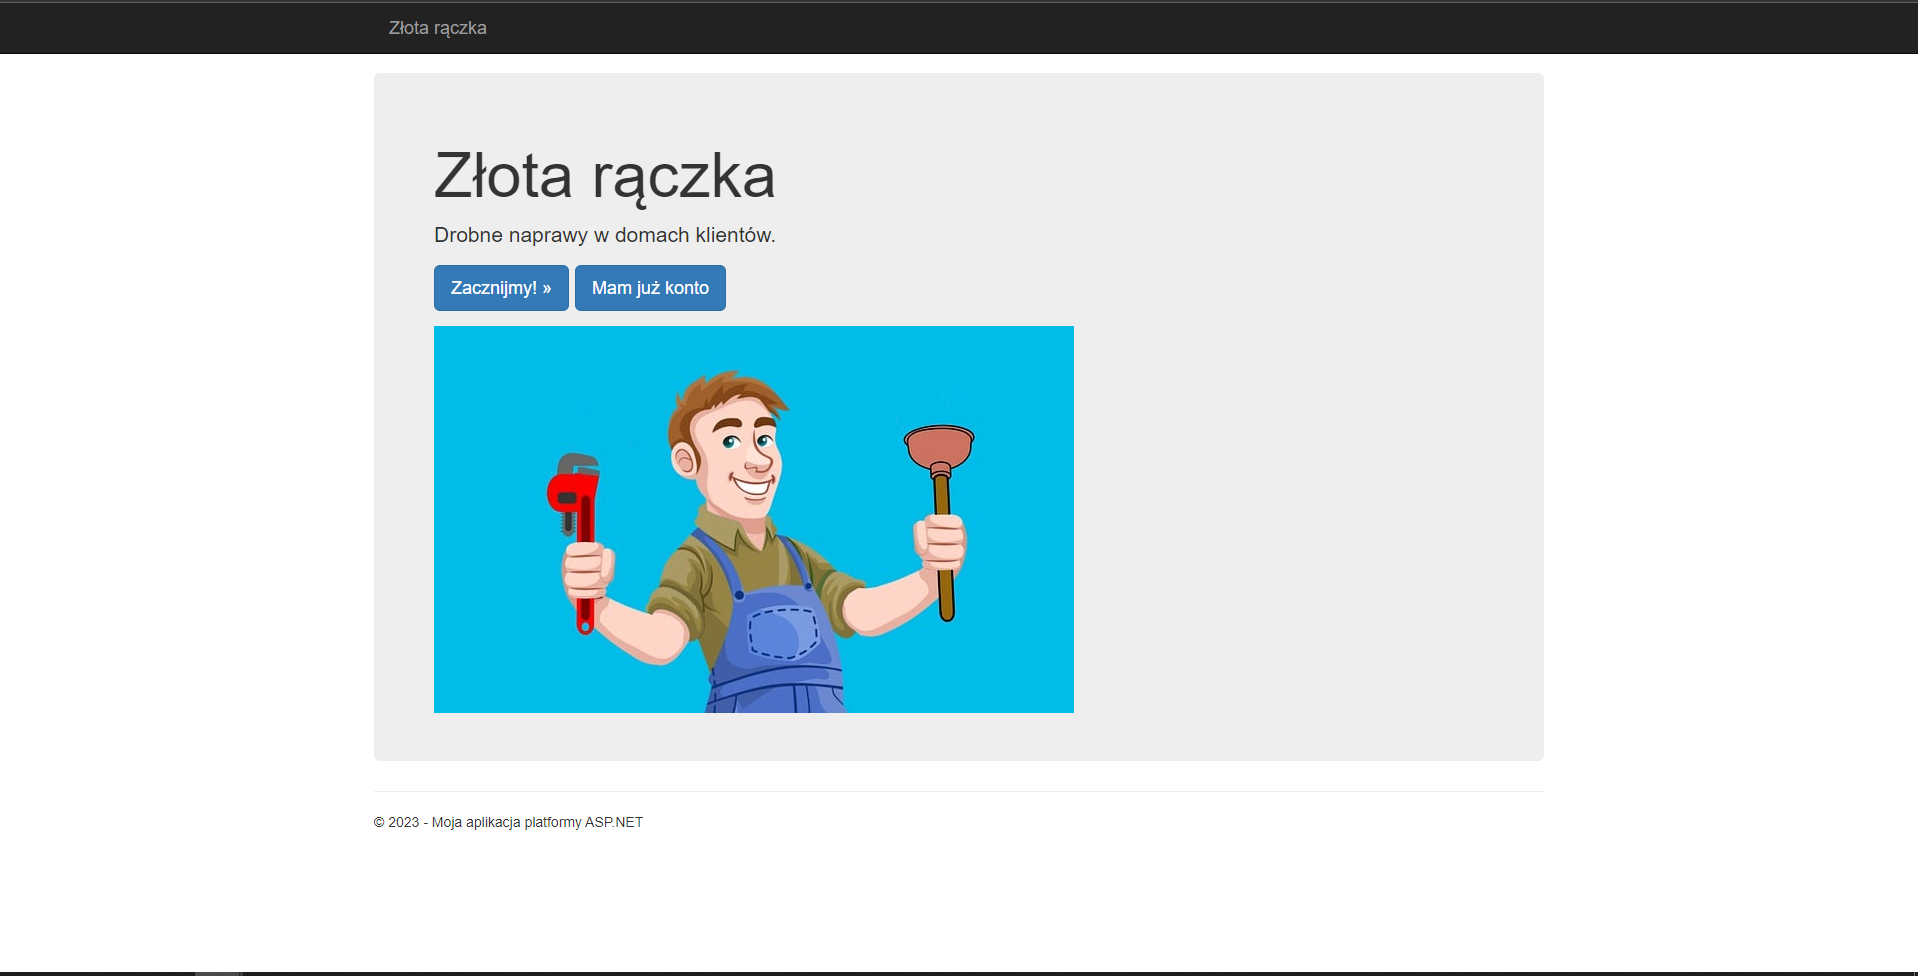 Złota rączka
Złota rączka
Drobne naprawy w domach klientów.
Zacznijmy! » Mam już konto
© 2023 - Moja aplikacja platformy ASP.NET